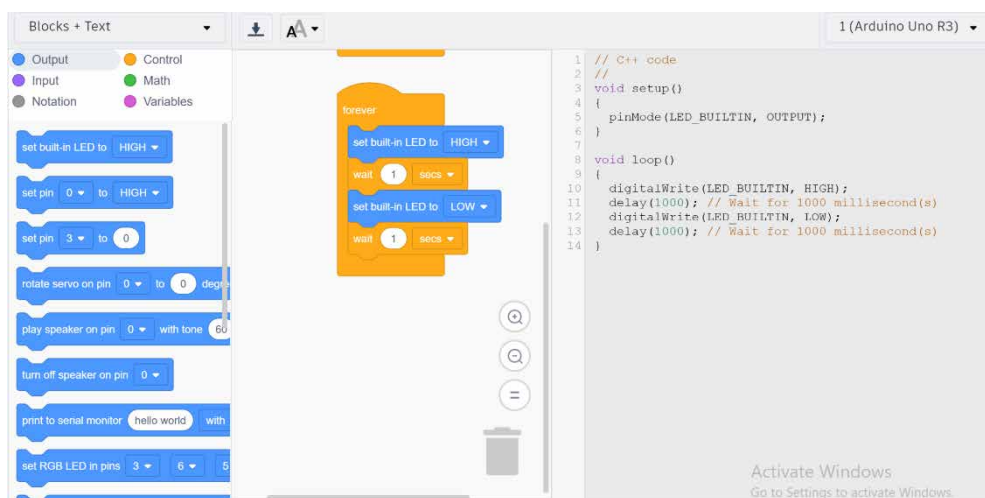 Blocks + Text
AA
1 (Arduino Uno R3)
Output
Control
Input
Math
Notation
Variables
set built-in LED to HIGH
set pin 0 to HIGH
set pin 3 to 0
rotate servo on pin 0 to 0 degre
play speaker on pin 0 with tone 60
turn off speaker on pin 0
print to serial monitor hello world with
set RGB LED in pins 3 6 5
forever
set built-in LED to HIGH
wait 1 secs
set built-in LED to LOW
wait 1 secs
1 // C++ code
2 //
3 void setup()
4 {
5 pinMode(LED_BUILTIN, OUTPUT);
6 }
7
8 void loop()
9 {
10 digitalWrite(LED_BUILTIN, HIGH);
11 delay(1000); // Wait for 1000 millisecond(s)
12 digitalWrite(LED_BUILTIN, LOW);
13 delay(1000); // Wait for 1000 millisecond(s)
14 }
Activate Windows
Go to Settings to activate Windows.